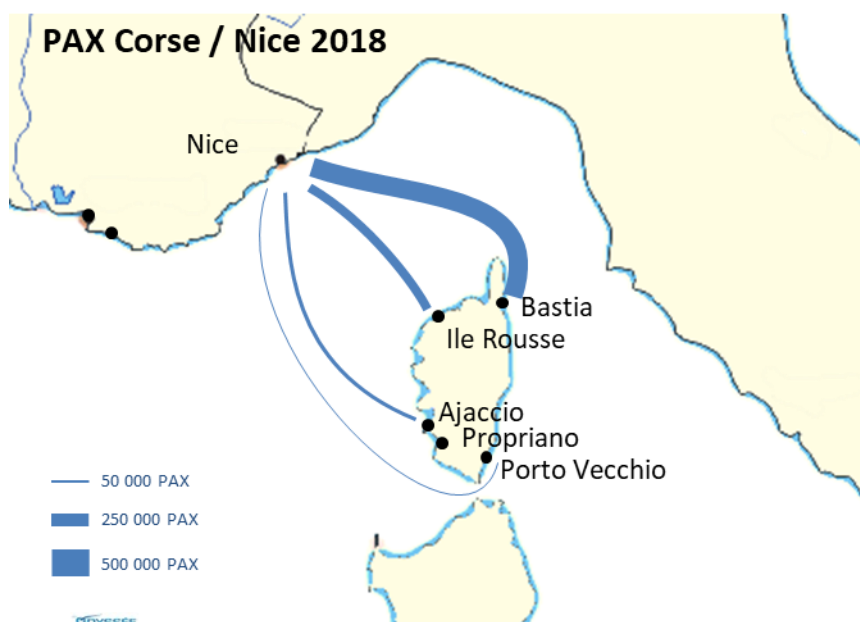 PAX Corse / Nice 2018
Nice
Bastia
Ile Rousse
Ajaccio
Propriano
Porto Vecchio
50 000 PAX
250 000 PAX
500 000 PAX